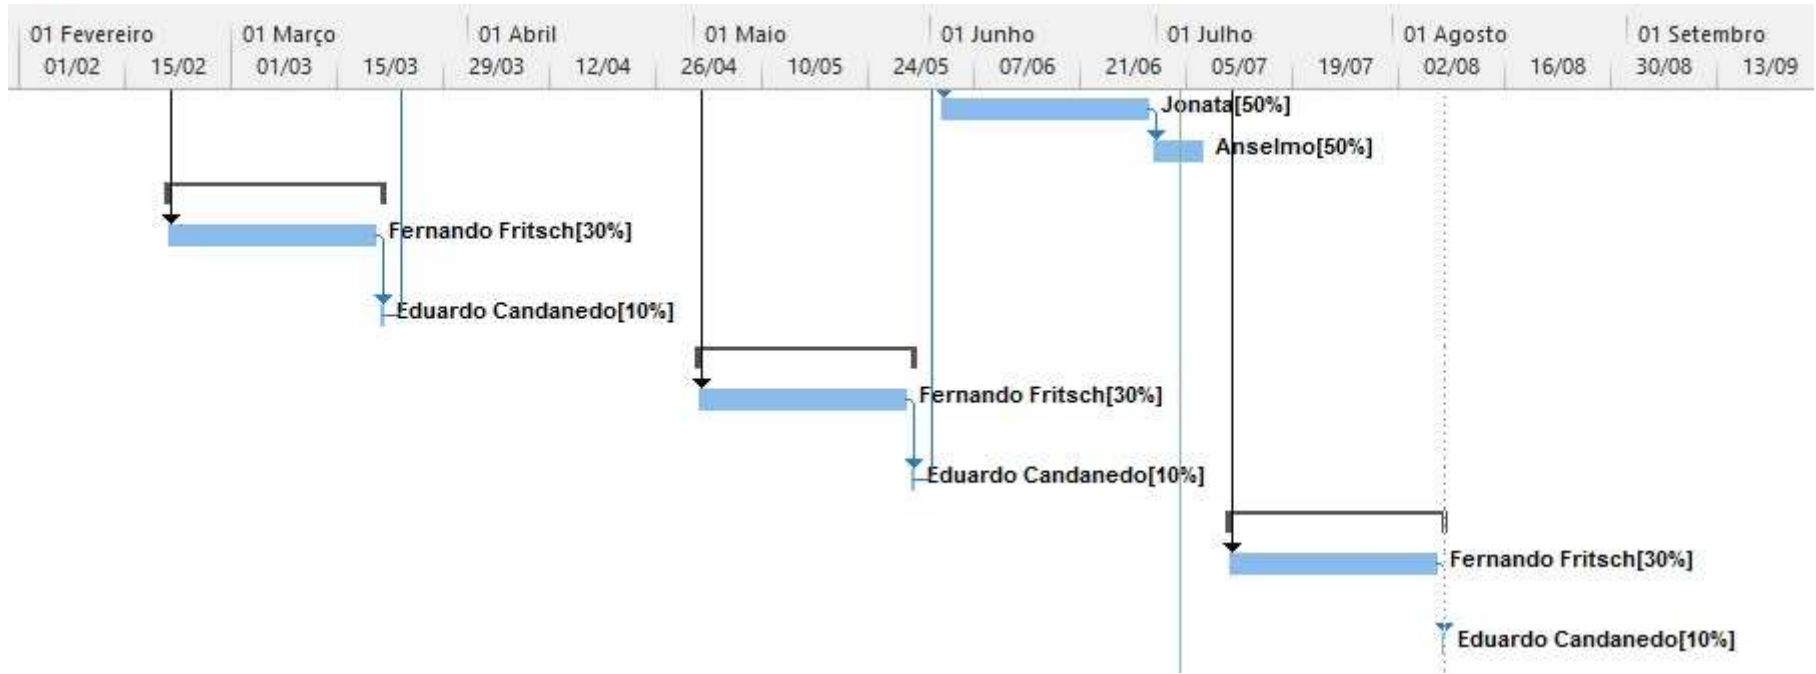 01 Fevereiro 01 Março 01 Abril 01 Maio 01 Junho 01 Julho 01 Agosto 01 Setembro
01/02 15/02 01/03 15/03 29/03 12/04 26/04 10/05 24/05 07/06 21/06 05/07 19/07 02/08 16/08 30/08 13/09
Jonata[50%]
Anselmo[50%]
Fernando Fritsch[30%]
Eduardo Candanedo[10%]
Fernando Fritsch[30%]
Eduardo Candanedo[10%]
Fernando Fritsch[30%]
Eduardo Candanedo[10%]